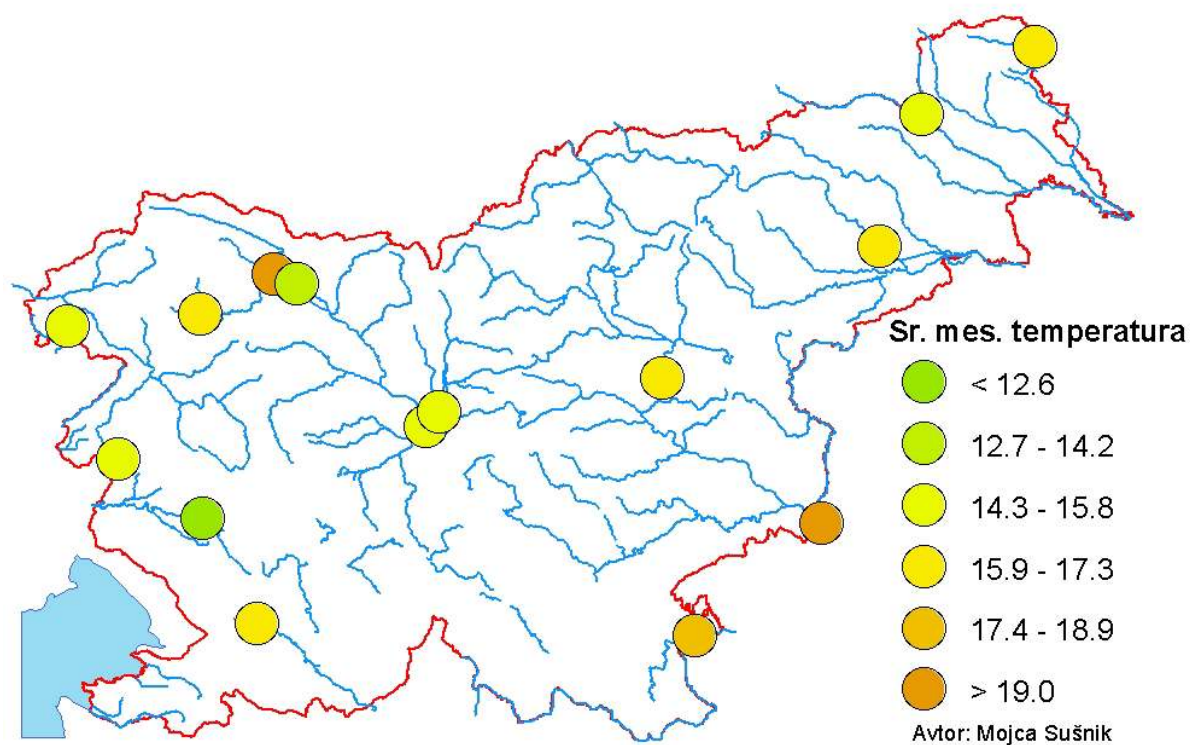 Sr. mes. temperatura
< 12.6
12.7 - 14.2
14.3 - 15.8
15.9 - 17.3
17.4 - 18.9
> 19.0
Avtor: Mojca Sušnik